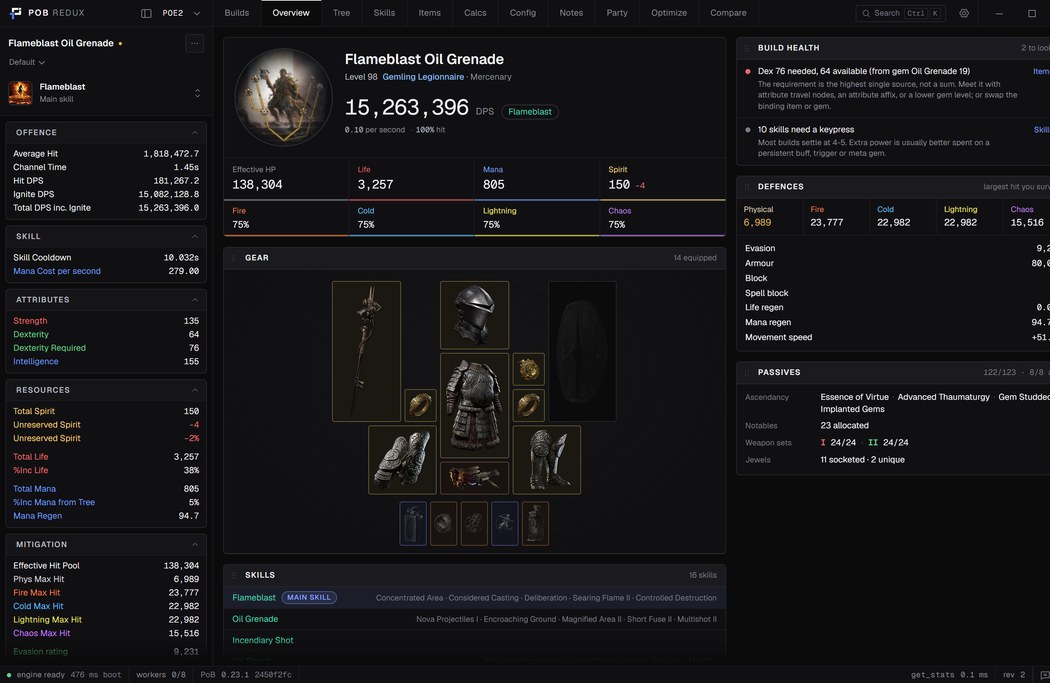 POB REDUX
POE2
Builds
Overview
Tree
Skills
Items
Calcs
Config
Notes
Party
Optimize
Compare
Search Ctrl K
Flameblast Oil Grenade
Default
Flameblast
Main skill
OFFENCE
Average Hit 1,818,472.7
Channel Time 1.45s
Hit DPS 181,267.2
Ignite DPS 15,082,128.8
Total DPS inc. Ignite 15,263,396.0
SKILL
Skill Cooldown 10.032s
Mana Cost per second 279.00
ATTRIBUTES
Strength 135
Dexterity 64
Dexterity Required 76
Intelligence 155
RESOURCES
Total Spirit 150
Unreserved Spirit -4
Unreserved Spirit -2%
Total Life 3,257
%Inc Life 38%
Total Mana 805
%Inc Mana from Tree 5%
Mana Regen 94.7
MITIGATION
Effective Hit Pool 138,304
Phys Max Hit 6,989
Fire Max Hit 23,777
Cold Max Hit 22,982
Lightning Max Hit 22,982
Chaos Max Hit 15,516
Evasion rating 9,231
Flameblast Oil Grenade
Level 98 Gemling Legionnaire · Mercenary
15,263,396 DPS Flameblast
0.10 per second · 100% hit
Effective HP Life Mana Spirit
138,304 3,257 805 150 -4
Fire Cold Lightning Chaos
75% 75% 75% 75%
GEAR 14 equipped
SKILLS 16 skills
Flameblast MAIN SKILL Concentrated Area · Considered Casting · Deliberation · Searing Flame II · Controlled Destruction
Oil Grenade Nova Projectiles I · Encroaching Ground · Magnified Area II · Short Fuse II · Multishot II
Incendiary Shot
BUILD HEALTH 2 to loo
Dex 76 needed, 64 available (from gem Oil Grenade 19) Item
The requirement is the highest single source, not a sum. Meet it with
attribute travel nodes, an attribute affix, or a lower gem level; or swap the
binding item or gem.
10 skills need a keypress Skill
Most builds settle at 4-5. Extra power is usually better spent on a
persistent buff, trigger or meta gem.
DEFENCES largest hit you surv
Physical Fire Cold Lightning Chaos
6,989 23,777 22,982 22,982 15,516
Evasion 9,2
Armour 80,0
Block
Spell block
Life regen 0.0
Mana regen 94.7
Movement speed +51.
PASSIVES 122/123 · 8/8
Ascendancy Essence of Virtue · Advanced Thaumaturgy · Gem Studded
Implanted Gems
Notables 23 allocated
Weapon sets I 24/24 · II 24/24
Jewels 11 socketed · 2 unique
engine ready 476 ms boot
workers 0/8
PoB 0.23.1 2450f2fc
get_stats 0.1 ms
rev 2